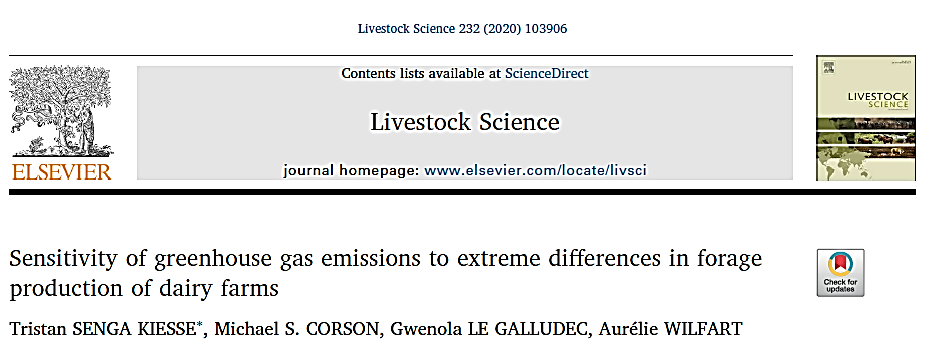 Livestock Science 232 (2020) 103906
Contents lists available at ScienceDirect
Livestock Science
journal homepage: www.elsevier.com/locate/livsci
ELSEVIER
LIVESTOCK
SCIENCE
Sensitivity of greenhouse gas emissions to extreme differences in forage
production of dairy farms
Check for
updates
Tristan SENGA KIESSE*, Michael S. CORSON, Gwenola LE GALLUDEC, Aurélie WILFART